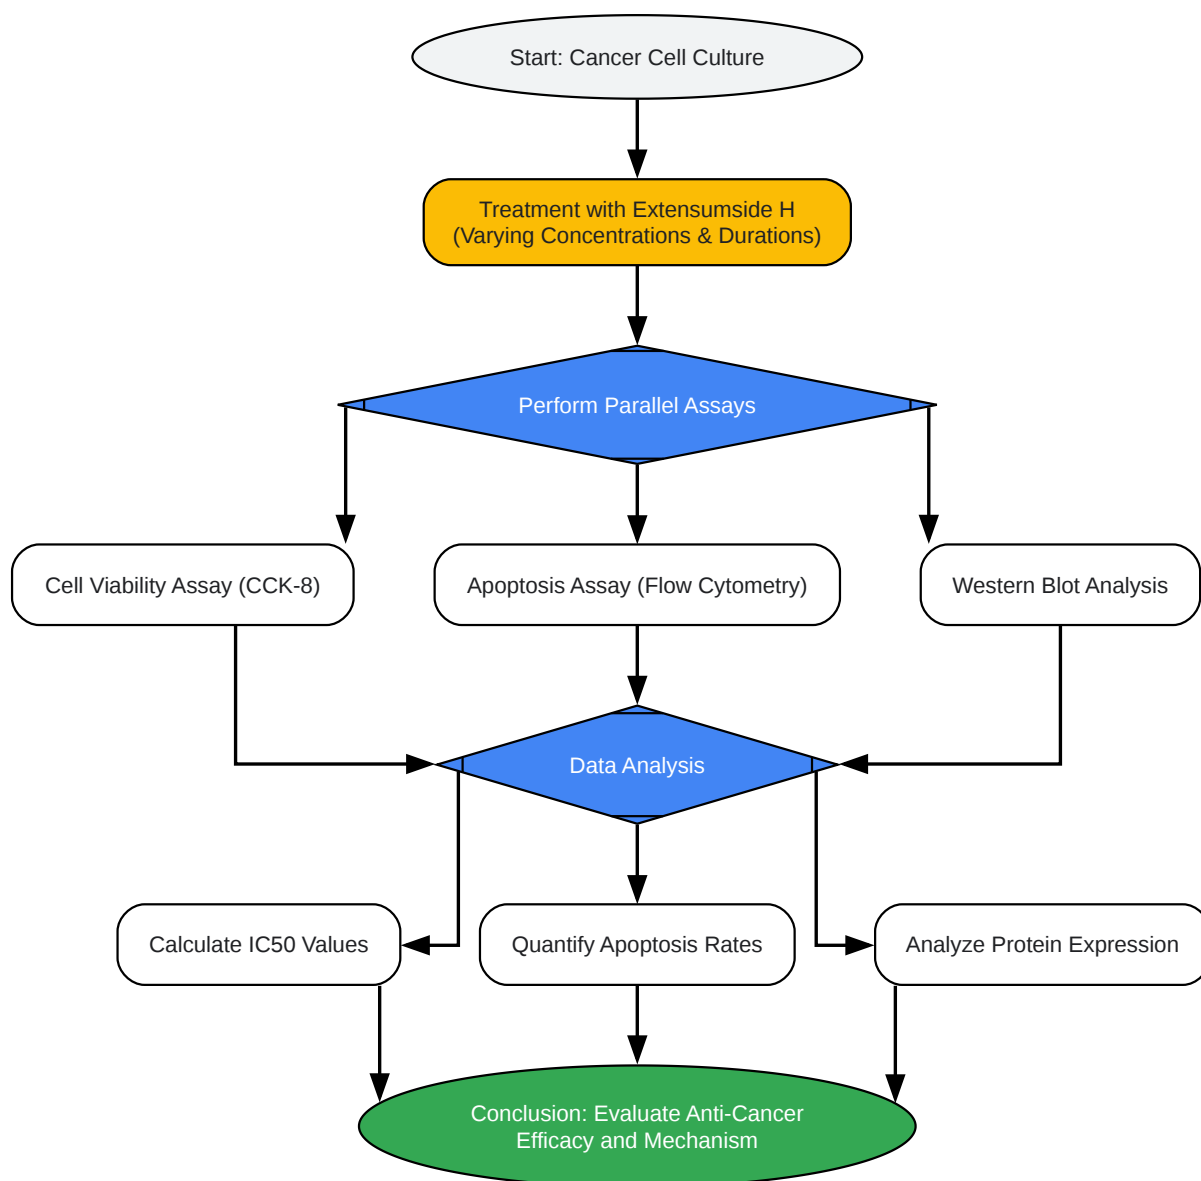 Start: Cancer Cell Culture
Treatment with Extensumside H
(Varying Concentrations & Durations)
Perform Parallel Assays
Cell Viability Assay (CCK-8)
Apoptosis Assay (Flow Cytometry)
Western Blot Analysis
Data Analysis
Calculate IC50 Values
Quantify Apoptosis Rates
Analyze Protein Expression
Conclusion: Evaluate Anti-Cancer
Efficacy and Mechanism